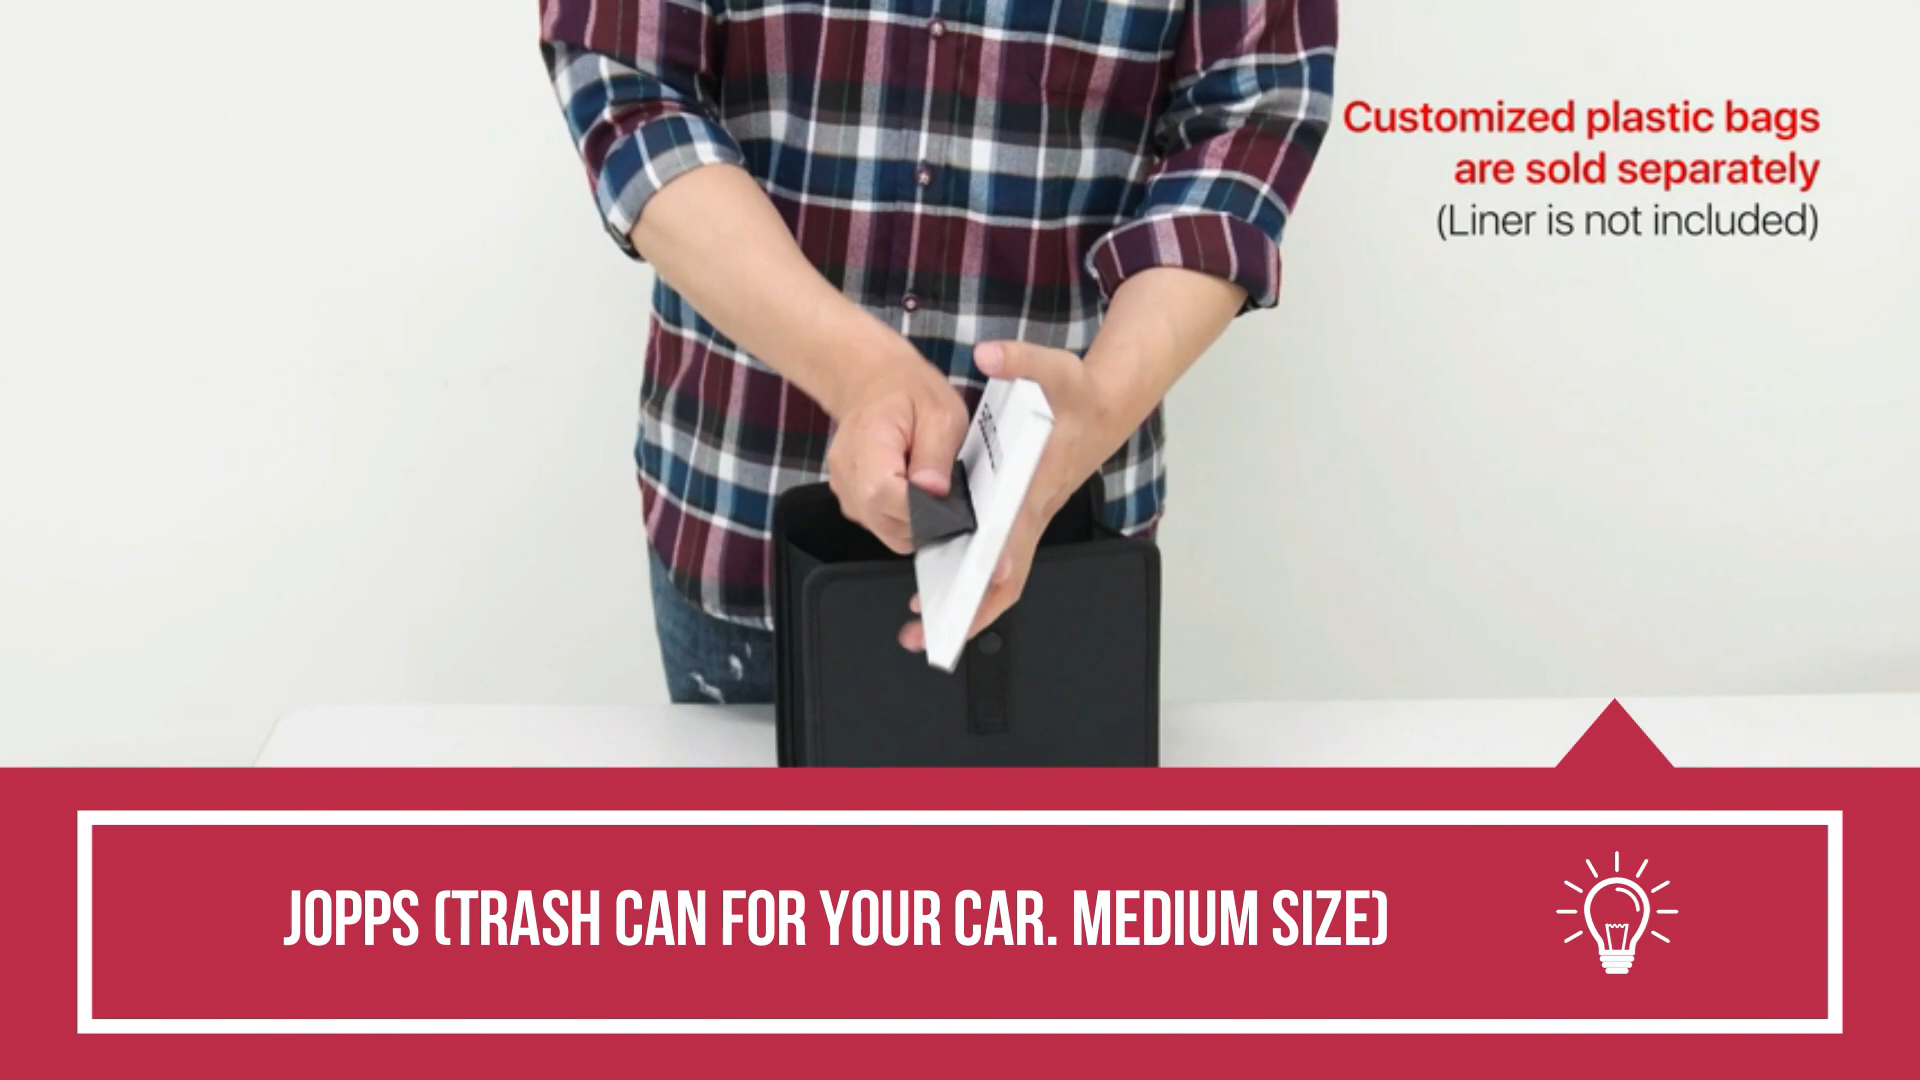 Customized plastic bags
are sold separately
(Liner is not included)
JOPPS (TRASH CAN FOR YOUR CAR. MEDIUM SIZE)